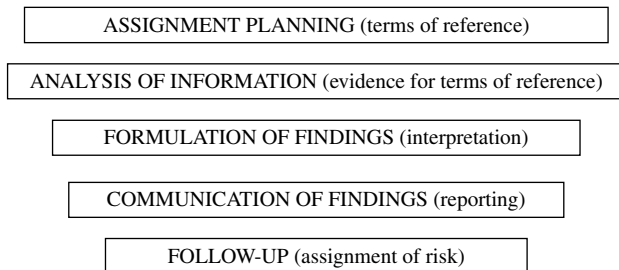 ASSIGNMENT PLANNING (terms of reference)
ANALYSIS OF INFORMATION (evidence for terms of reference)
FORMULATION OF FINDINGS (interpretation)
COMMUNICATION OF FINDINGS (reporting)
FOLLOW-UP (assignment of risk)